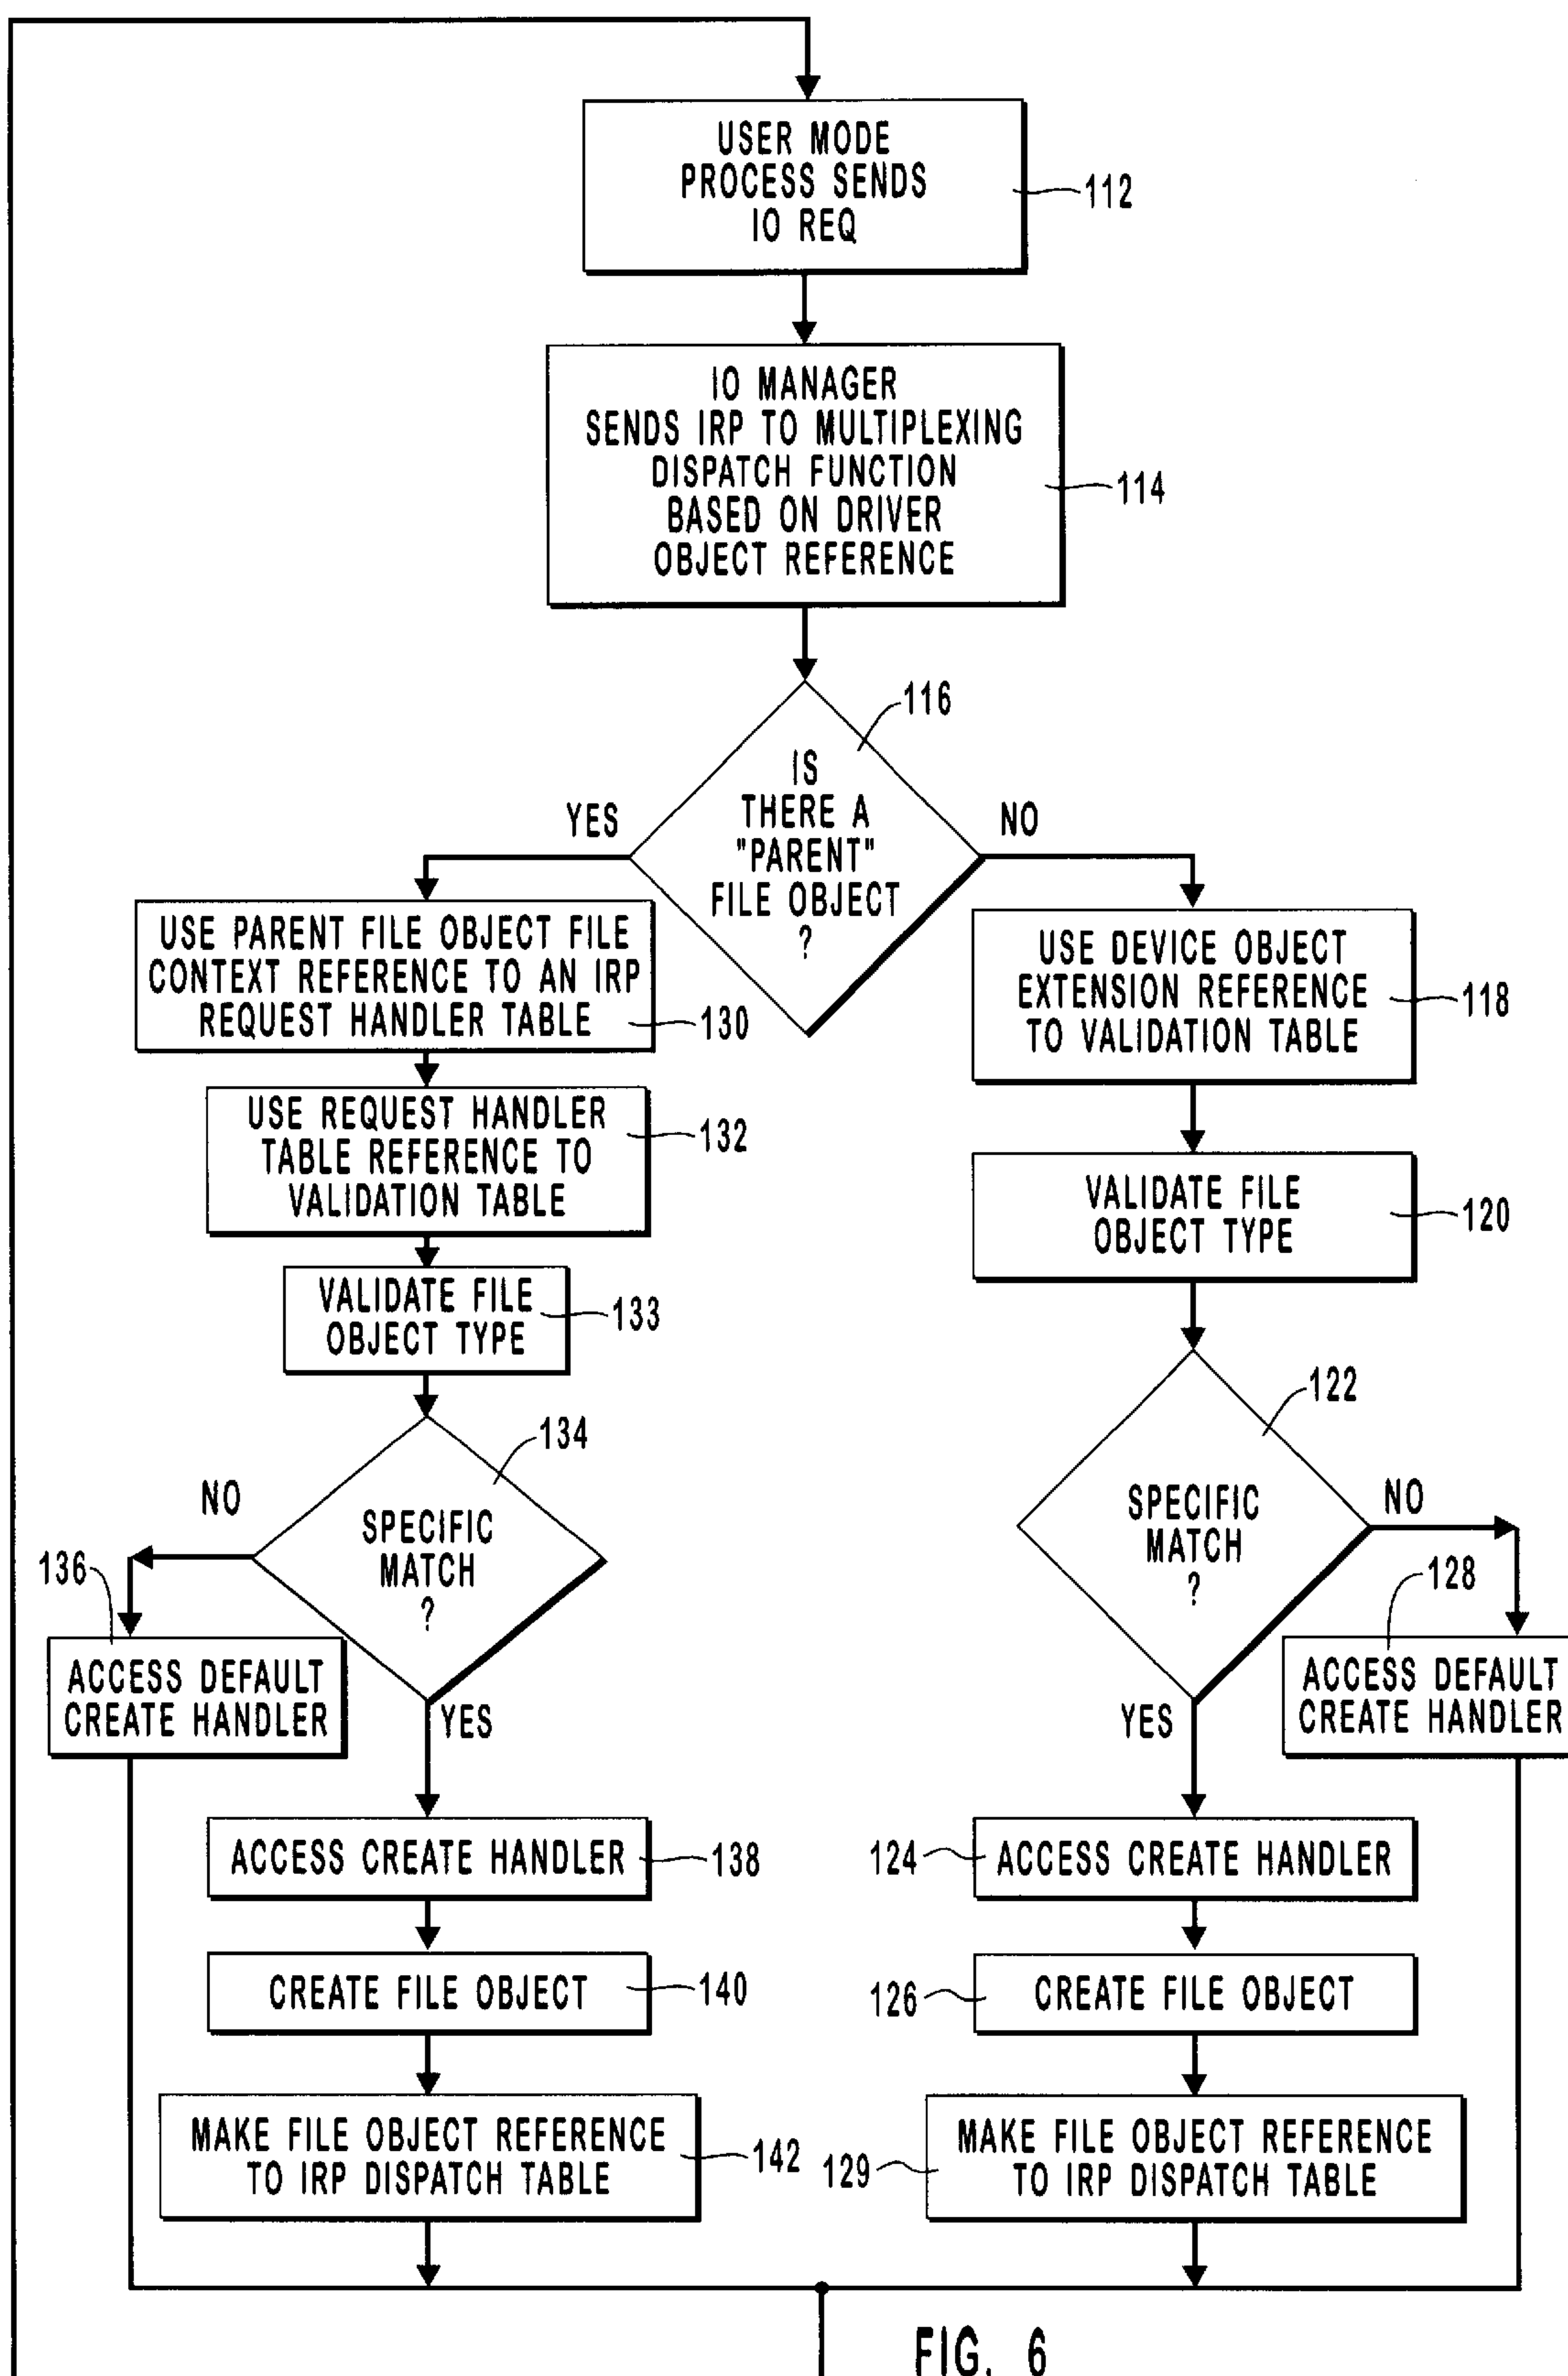 USER MODE
PROCESS SENDS
IO REQ
112
IO MANAGER
SENDS IRP TO MULTIPLEXING
DISPATCH FUNCTION
BASED ON DRIVER
OBJECT REFERENCE
114
116
IS
THERE A
"PARENT"
FILE OBJECT
?
YES
NO
USE PARENT FILE OBJECT FILE
CONTEXT REFERENCE TO AN IRP
REQUEST HANDLER TABLE
130
USE DEVICE OBJECT
EXTENSION REFERENCE
TO VALIDATION TABLE
118
USE REQUEST HANDLER
TABLE REFERENCE TO
VALIDATION TABLE
132
VALIDATE FILE
OBJECT TYPE
120
VALIDATE FILE
OBJECT TYPE
133
122
134
NO
SPECIFIC
MATCH
?
SPECIFIC
MATCH
?
NO
136
128
ACCESS DEFAULT
CREATE HANDLER
YES
YES
ACCESS DEFAULT
CREATE HANDLER
ACCESS CREATE HANDLER
138
124
ACCESS CREATE HANDLER
CREATE FILE OBJECT
140
126
CREATE FILE OBJECT
MAKE FILE OBJECT REFERENCE
TO IRP DISPATCH TABLE
142
129
MAKE FILE OBJECT REFERENCE
TO IRP DISPATCH TABLE
FIG. 6